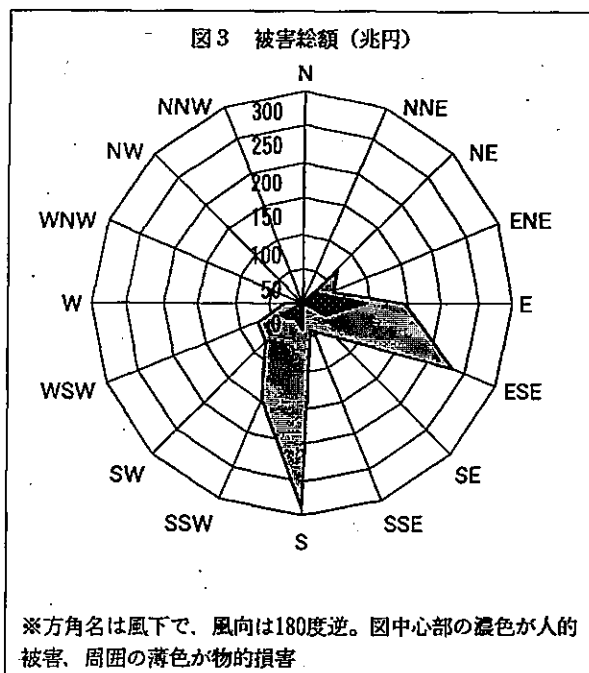 図3 被害総額（兆円）
N
NNW
NNE
300
NW
250
NE
200
WNW
150
ENE
100
50
W
0
E
WSW
ESE
SW
SE
SSW
SSE
S
※方角名は風下で、風向は180度逆。図中心部の濃色が人的
被害、周囲の薄色が物的損害